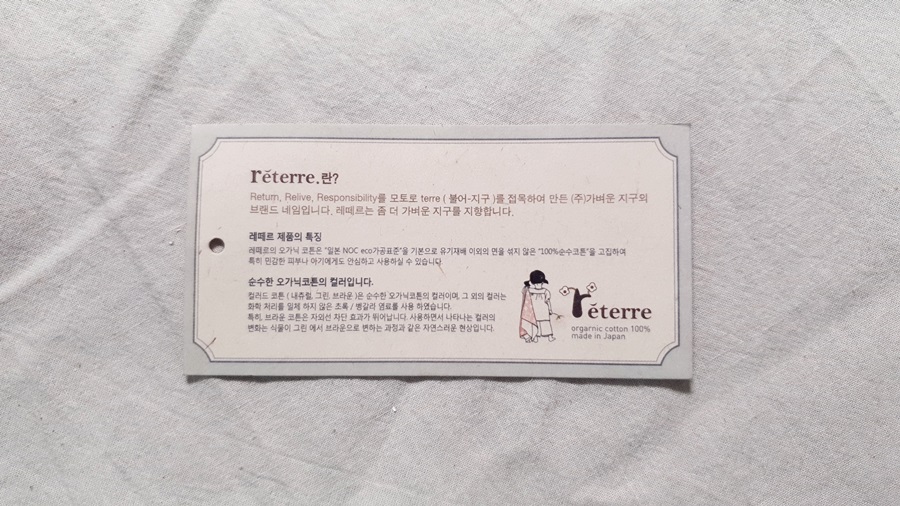 rĕterre.란?
Return, Relive, Responsibility를 모토로 terre ( 불어-지구 )를 접목하여 만든 (주)가벼운 지구의
브랜드 네임입니다. 레떼르는 좀 더 가벼운 지구를 지향합니다.
레떼르 제품의 특징
레떼르의 오가닉 코튼은 "일본 NOC eco가공표준"을 기본으로 유기재배 이외의 면을 섞지 않은 "100%순수코튼"을 고집하여
특히 민감한 피부나 아기에게도 안심하고 사용하실 수 있습니다.
순수한 오가닉코튼의 컬러입니다.
컬러드 코튼 ( 내츄럴, 그린, 브라운 )은 순수한 오가닉코튼의 컬러이며, 그 외의 컬러는
화학 처리를 일체 하지 않은 초록 / 벵갈라 염료를 사용 하였습니다.
특히, 브라운 코튼은 자외선 차단 효과가 뛰어납니다. 사용하면서 나타나는 컬러의
변화는 식물이 그린 에서 브라운으로 변하는 과정과 같은 자연스러운 현상입니다.
rĕterre
orgarnic cotton 100%
made in Japan